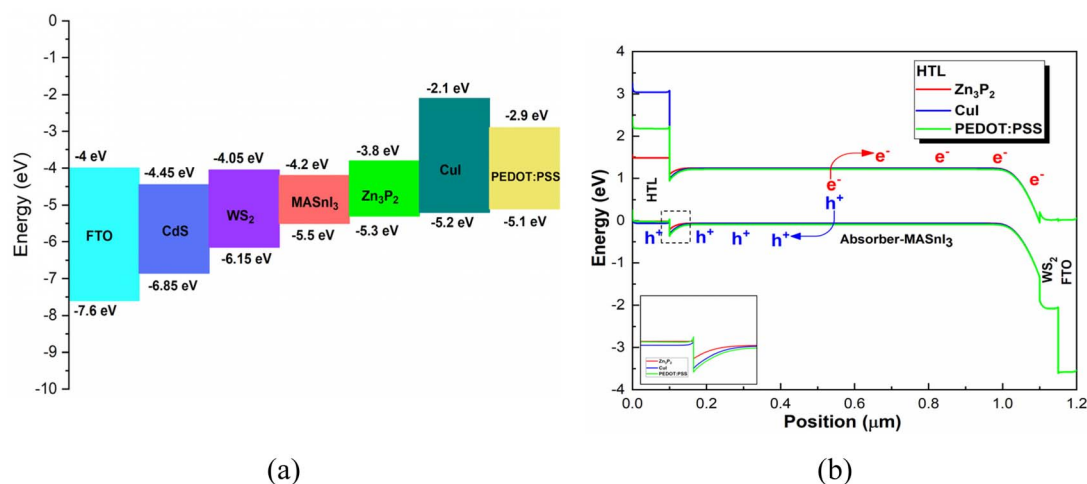 0
-1
-2
-3
-4
-5
-6
-7
-8
-9
-10
Energy (eV)
-4 eV
FTO
-7.6 eV
-4.45 eV
CdS
-6.85 eV
-4.05 eV
WS₂
-6.15 eV
-4.2 eV
MASnI₃
-5.5 eV
-3.8 eV
Zn₃P₂
-5.3 eV
-2.1 eV
CuI
-5.2 eV
-2.9 eV
PEDOT:PSS
-5.1 eV
(a)
4
3
2
1
0
-1
-2
-3
-4
Energy (eV)
HTL
Zn₃P₂
CuI
PEDOT:PSS
HTL
e⁻ e⁻ e⁻
e⁻ e⁻
h⁺
h⁺ h⁺ h⁺ h⁺
Absorber-MASnI₃
WS₂
FTO
Zn₃P₂
CuI
PEDOT:PSS
0.0 0.2 0.4 0.6 0.8 1.0 1.2
Position (μm)
(b)